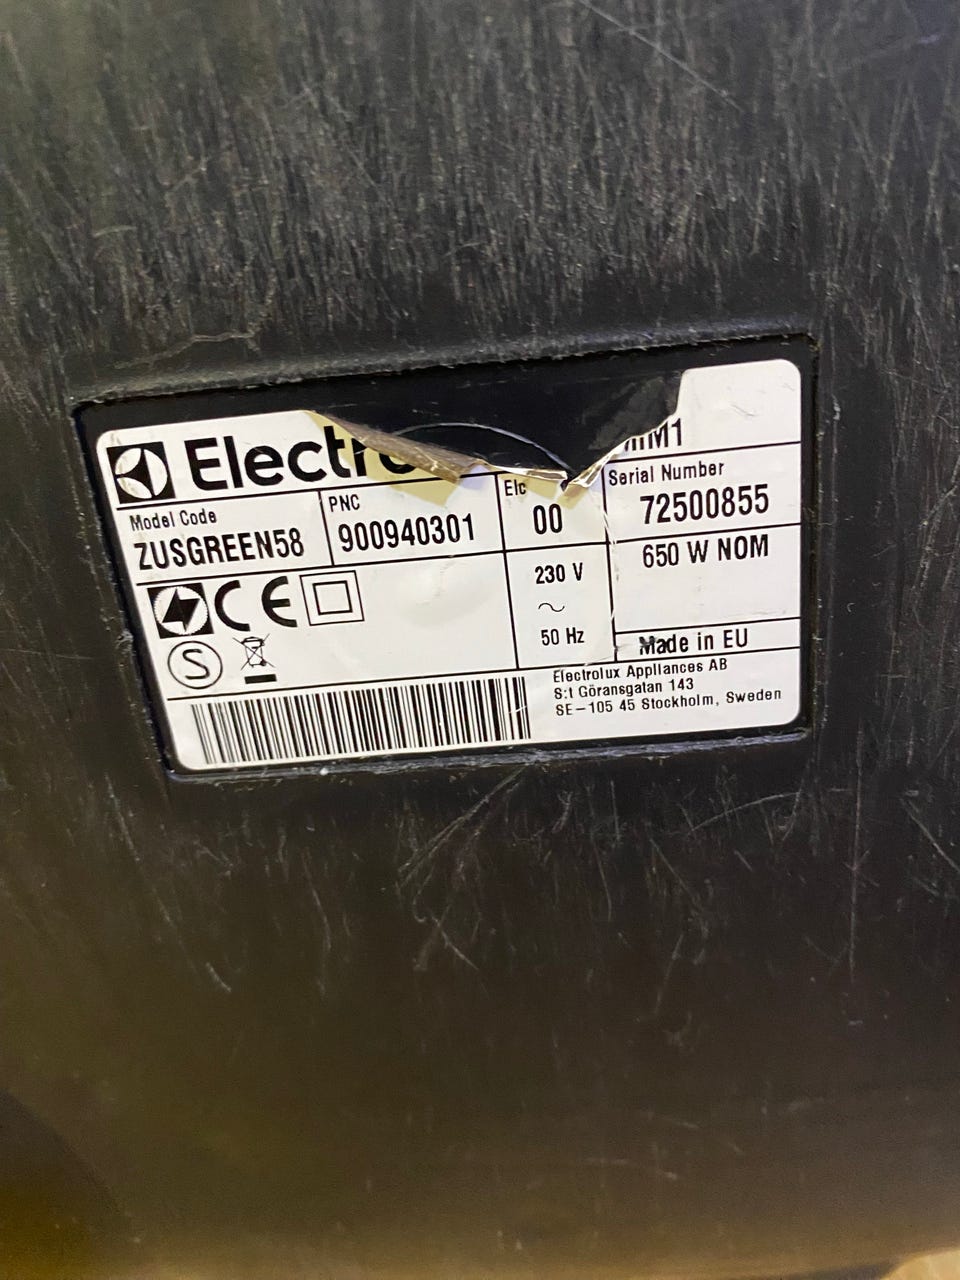 Electro
Model Code
ZUSGREEN58
PNC
900940301
Elc
00
Serial Number
72500855
230 V
~
50 Hz
650 W NOM
Made in EU
CE
S
Electrolux Appliances AB
S:t Göransgatan 143
SE-105 45 Stockholm, Sweden